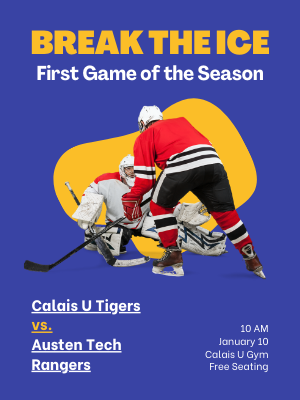 BREAK THE ICE
First Game of the Season
Calais U Tigers
vs.
Austen Tech
Rangers
10 AM
January 10
Calais U Gym
Free Seating